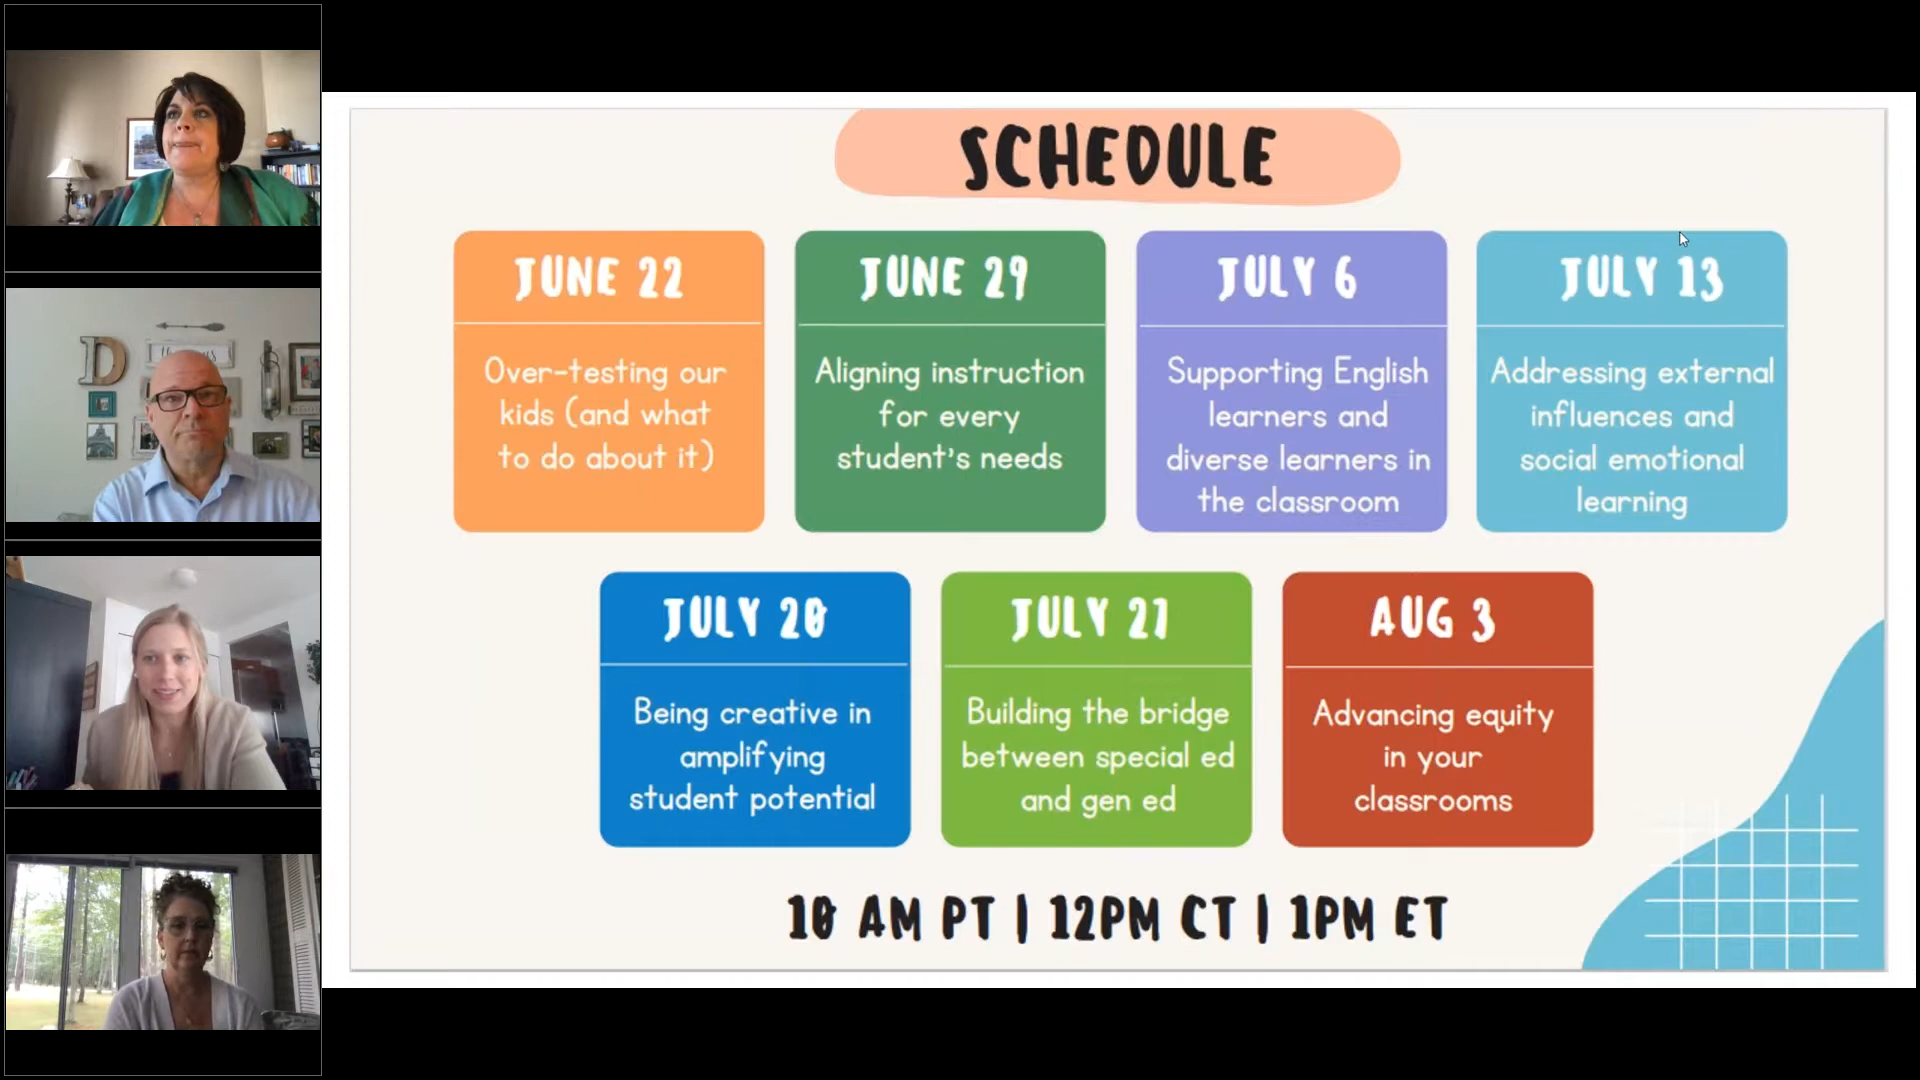 SCHEDULE
JUNE 22
Over-testing our
kids (and what
to do about it)
JUNE 29
Aligning instruction
for every
student's needs
JULY 6
Supporting English
learners and
diverse learners in
the classroom
JULY 13
Addressing external
influences and
social emotional
learning
JULY 20
Being creative in
amplifying
student potential
JULY 27
Building the bridge
between special ed
and gen ed
AUG 3
Advancing equity
in your
classrooms
10 AM PT | 12PM CT | 1PM ET
D